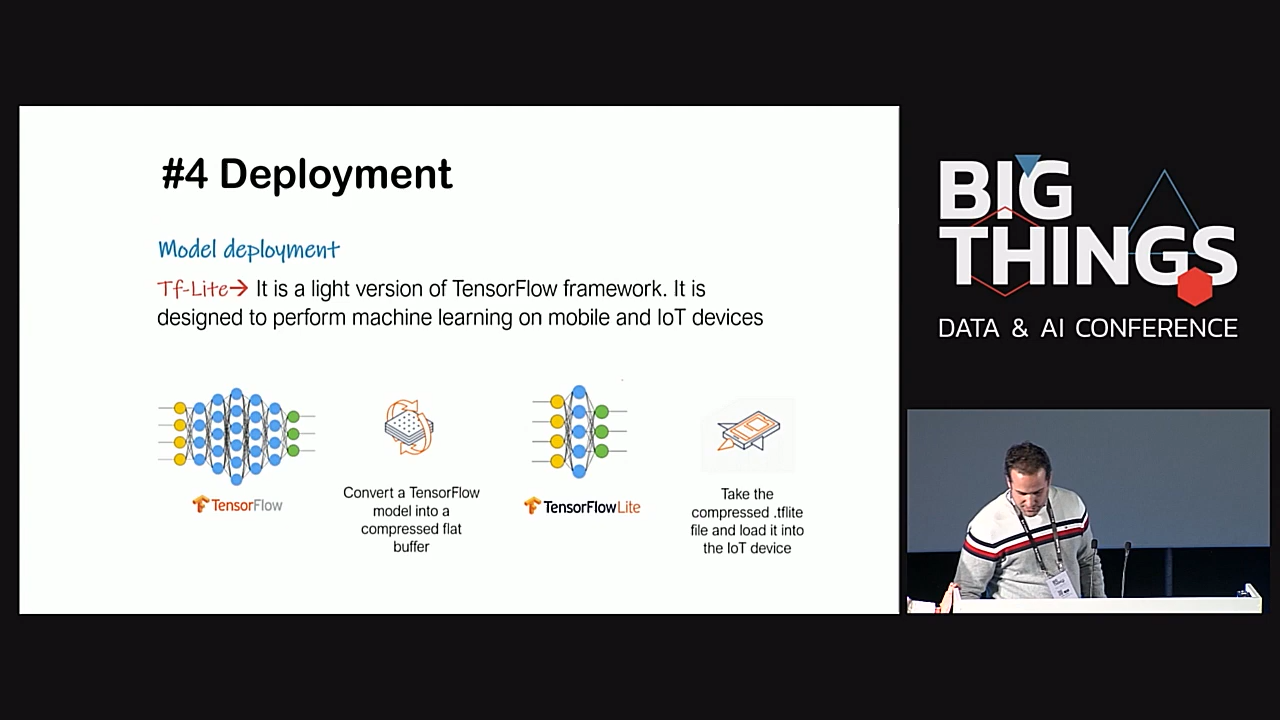 #4 Deployment
Model deployment
Tf-Lite→ It is a light version of TensorFlow framework. It is
designed to perform machine learning on mobile and IoT devices
TensorFlow
Convert a TensorFlow
model into a
compressed flat
buffer
TensorFlowLite
Take the
compressed .tflite
file and load it into
the IoT device
BIG
THINGS
DATA & AI CONFERENCE
BIG
THINGS